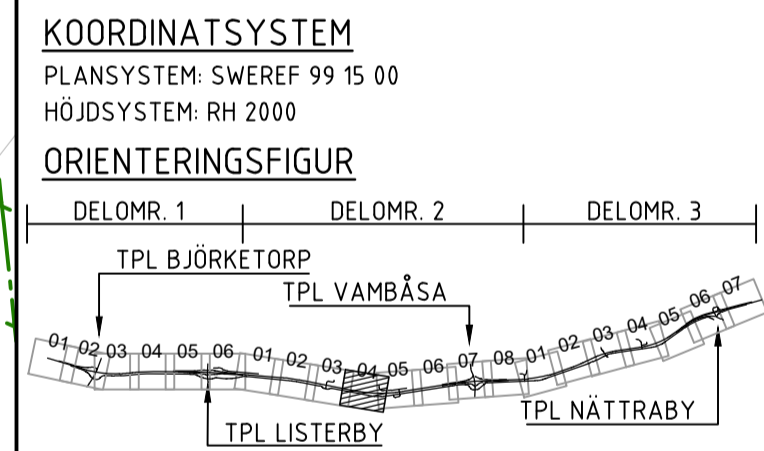 KOORDINATSYSTEM
PLANSYSTEM: SWEREF 99 15 00
HÖJDSYSTEM: RH 2000
ORIENTERINGSFIGUR
DELOMR. 1 DELOMR. 2 DELOMR. 3
TPL BJÖRKETORP
TPL VAMBÅSA
01 02 03 04 05 06 01 02 03 04 05 06 07 08 01 02 03 04 05 06 07
TPL NÄTTRABY
TPL LISTERBY